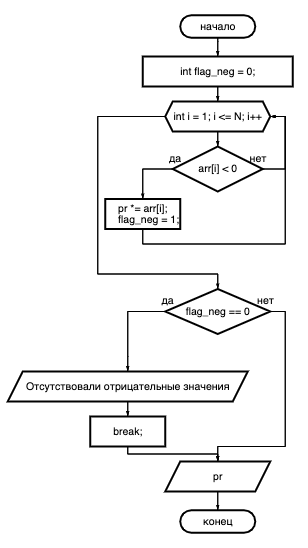 начало
int flag_neg = 0;
int i = 1; i <= N; i++
да
нет
arr[i] < 0
pr *= arr[i];
flag_neg = 1;
да
нет
flag_neg == 0
Отсутствовали отрицательные значения
break;
pr
конец